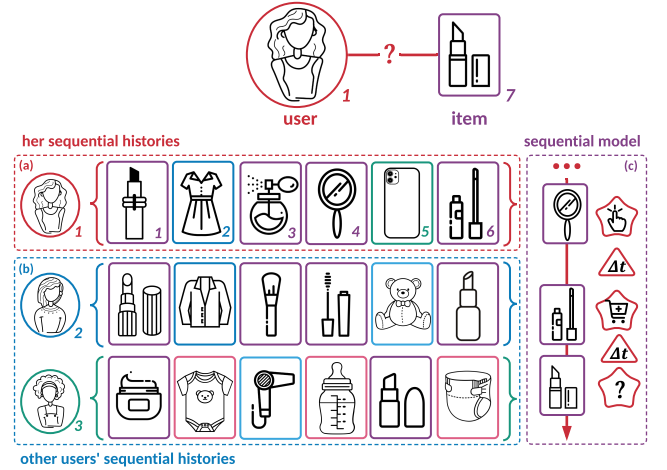 ?
1
7
user
item
her sequential histories
sequential model
(a)
(c)
1
1
2
3
4
5
6
Δt
(b)
2
Δt
?
3
other users' sequential histories